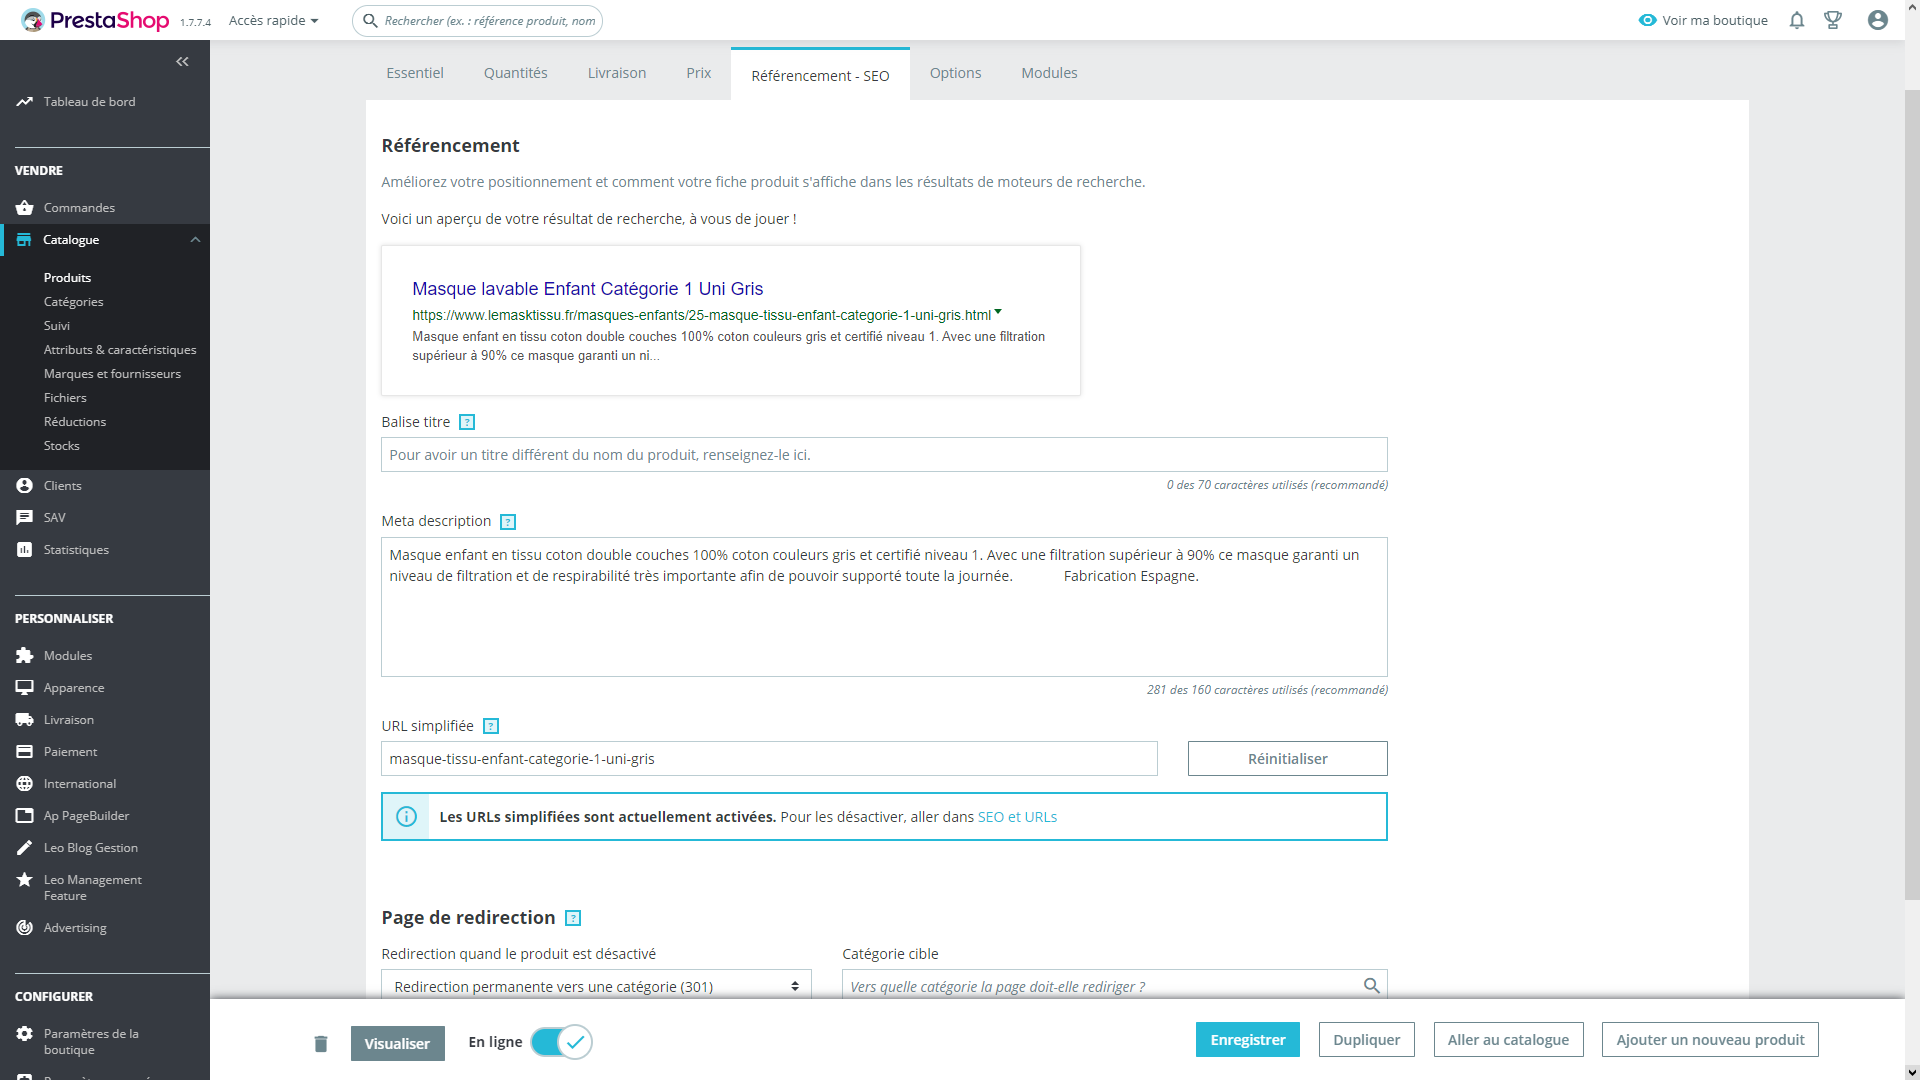 PrestaShop 1.7.7.4 Accès rapide Rechercher (ex. : référence produit, nom Voir ma boutique
Tableau de bord
VENDRE
Commandes
Catalogue
Produits
Catégories
Suivi
Attributs & caractéristiques
Marques et fournisseurs
Fichiers
Réductions
Stocks
Clients
SAV
Statistiques
PERSONNALISER
Modules
Apparence
Livraison
Paiement
International
Ap PageBuilder
Leo Blog Gestion
Leo Management
Feature
Advertising
CONFIGURER
Paramètres de la
boutique
Essentiel Quantités Livraison Prix Référencement - SEO Options Modules
Référencement
Améliorez votre positionnement et comment votre fiche produit s'affiche dans les résultats de moteurs de recherche.
Voici un aperçu de votre résultat de recherche, à vous de jouer !
Masque lavable Enfant Catégorie 1 Uni Gris
https://www.lemasktissu.fr/masques-enfants/25-masque-tissu-enfant-categorie-1-uni-gris.html
Masque enfant en tissu coton double couches 100% coton couleurs gris et certifié niveau 1. Avec une filtration
supérieur à 90% ce masque garanti un ni...
Balise titre ?
Pour avoir un titre différent du nom du produit, renseignez-le ici.
0 des 70 caractères utilisés (recommandé)
Meta description ?
Masque enfant en tissu coton double couches 100% coton couleurs gris et certifié niveau 1. Avec une filtration supérieur à 90% ce masque garanti un
niveau de filtration et de respirabilité très importante afin de pouvoir supporté toute la journée. Fabrication Espagne.
281 des 160 caractères utilisés (recommandé)
URL simplifiée ?
masque-tissu-enfant-categorie-1-uni-gris Réinitialiser
Les URLs simplifiées sont actuellement activées. Pour les désactiver, aller dans SEO et URLs
Page de redirection ?
Redirection quand le produit est désactivé Catégorie cible
Redirection permanente vers une catégorie (301) Vers quelle catégorie la page doit-elle rediriger ?
Visualiser En ligne Enregistrer Dupliquer Aller au catalogue Ajouter un nouveau produit